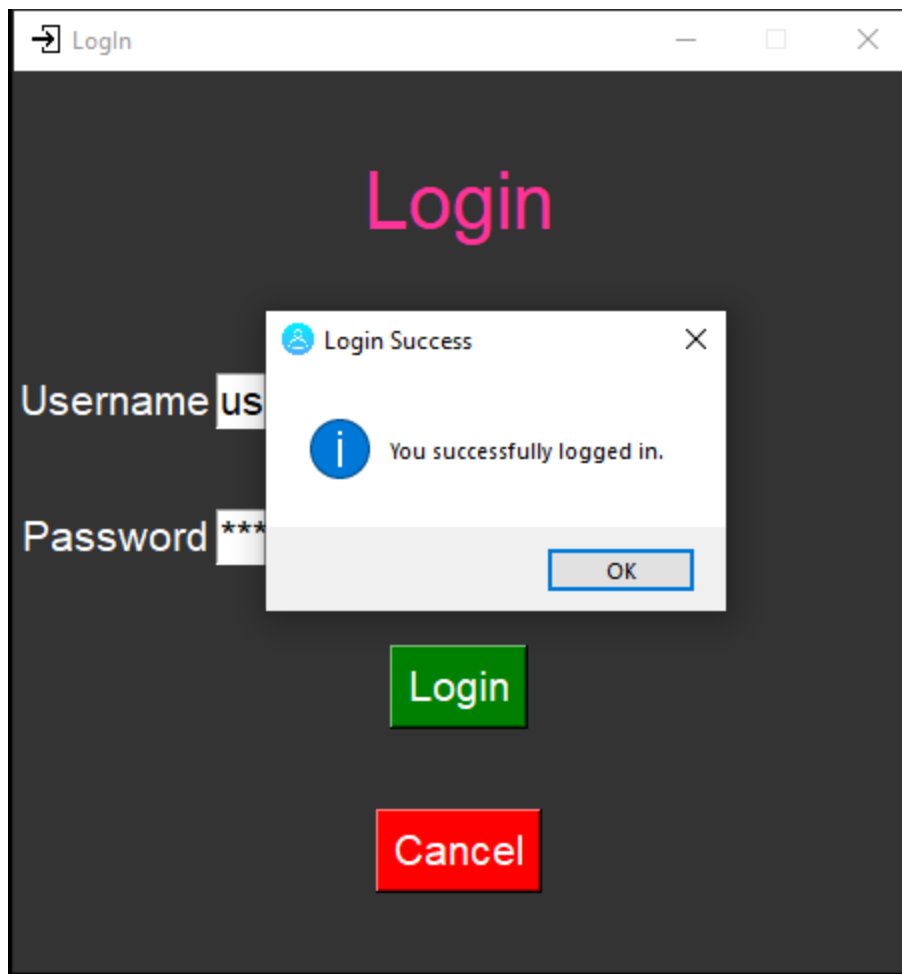 LogIn
Login
Login Success
You successfully logged in.
OK
Username us
Password ***
Login
Cancel